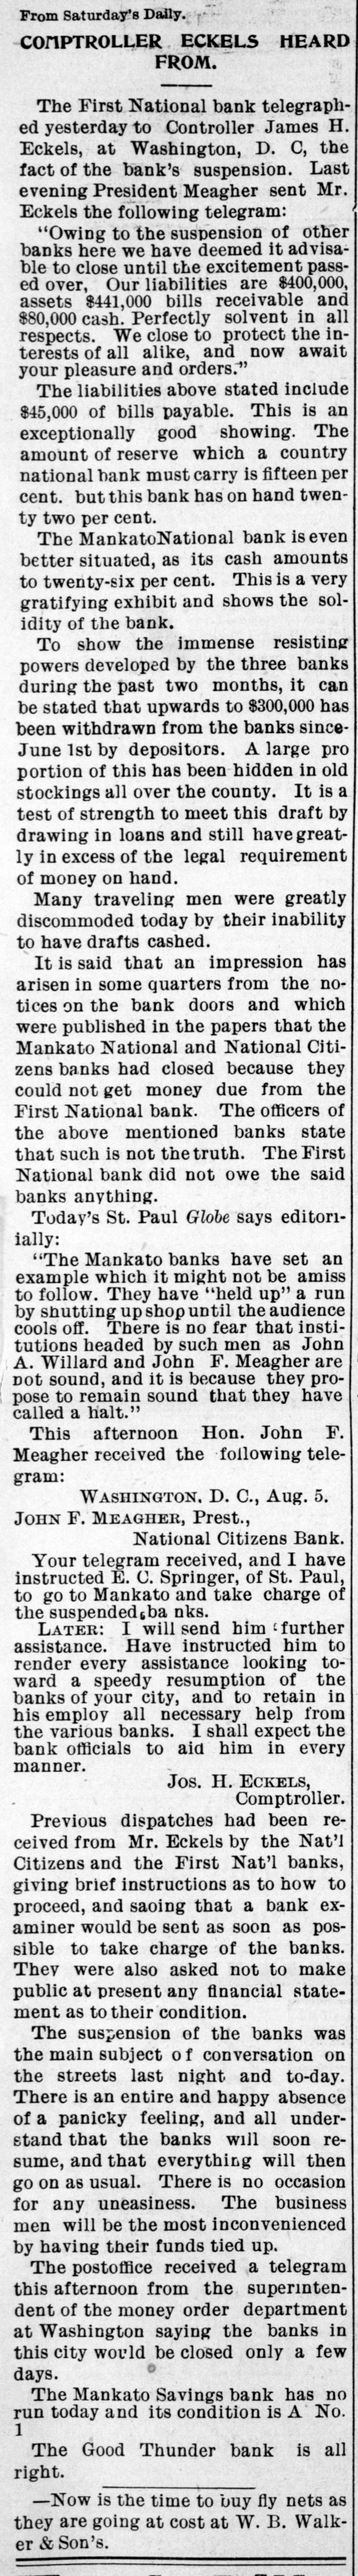 From Saturday's Daily.
COMPTROLLER ECKELS HEARD
FROM.
The First National bank telegraph-
ed yesterday to Controller James H.
Eckels, at Washington, D. C, the
fact of the bank's suspension. Last
evening President Meagher sent Mr.
Eckels the following telegram:
"Owing to the suspension of other
banks here we have deemed it advisa-
ble to close until the excitement pass-
ed over, Our liabilities are $400,000,
assets $441,000 bills receivable and
$80,000 cash. Perfectly solvent in all
respects. We close to protect the in-
terests of all alike, and now await
your pleasure and orders."
The liabilities above stated include
$45,000 of bills payable. This is an
exceptionally good showing. The
amount of reserve which a country
national bank must carry is fifteen per
cent. but this bank has on hand twen-
ty two per cent.
The MankatoNational bank is even
better situated, as its cash amounts
to twenty-six per cent. This is a very
gratifying exhibit and shows the sol-
idity of the bank.
To show the immense resisting
powers developed by the three banks
during the past two months, it can
be stated that upwards to $300,000 has
been withdrawn from the banks since-
June 1st by depositors. A large pro
portion of this has been hidden in old
stockings all over the county. It is a
test of strength to meet this draft by
drawing in loans and still have great-
ly in excess of the legal requirement
of money on hand.
Many traveling men were greatly
discommoded today by their inability
to have drafts cashed.
It is said that an impression has
arisen in some quarters from the no-
tices on the bank doors and which
were published in the papers that the
Mankato National and National Citi-
zens banks had closed because they
could not get money due from the
First National bank. The officers of
the above mentioned banks state
that such is not the truth. The First
National bank did not owe the said
banks anything.
Today's St. Paul Globe says editori-
ially:
"The Mankato banks have set an
example which it might not be amiss
to follow. They have "held up" a run
by shutting up shop until the audience
cools off. There is no fear that insti-
tutions headed by such men as John
A. Willard and John F. Meagher are
not sound, and it is because they pro-
pose to remain sound that they have
called a halt."
This afternoon Hon. John F.
Meagher received the following tele-
gram:
WASHINGTON, D. C., Aug. 5.
JOHN F. MEAGHER, Prest.,
National Citizens Bank.
Your telegram received, and I have
instructed E. C. Springer, of St. Paul,
to go to Mankato and take charge of
the suspended ba nks.
LATER: I will send him further
assistance. Have instructed him to
render every assistance looking to-
ward a speedy resumption of the
banks of your city, and to retain in
his employ all necessary help from
the various banks. I shall expect the
bank officials to aid him in every
manner.
JOS. H. ECKELS,
Comptroller.
Previous dispatches had been re-
ceived from Mr. Eckels by the Nat'l
Citizens and the First Nat'l banks,
giving brief instructions as to how to
proceed, and saoing that a bank ex-
aminer would be sent as soon as pos-
sible to take charge of the banks.
They were also asked not to make
public at present any financial state-
ment as to their condition.
The suspension of the banks was
the main subject of conversation on
the streets last night and to-day.
There is an entire and happy absence
of a panicky feeling, and all under-
stand that the banks will soon re-
sume, and that everything will then
go on as usual. There is no occasion
for any uneasiness. The business
men will be the most inconvenienced
by having their funds tied up.
The postoffice received a telegram
this afternoon from the superinten-
dent of the money order department
at Washington saying the banks in
this city would be closed only a few
days.
The Mankato Savings bank has no
run today and its condition is A No.
1
The Good Thunder bank is all
right.
—Now is the time to buy fly nets as
they are going at cost at W. B. Walk-
er & Son's.